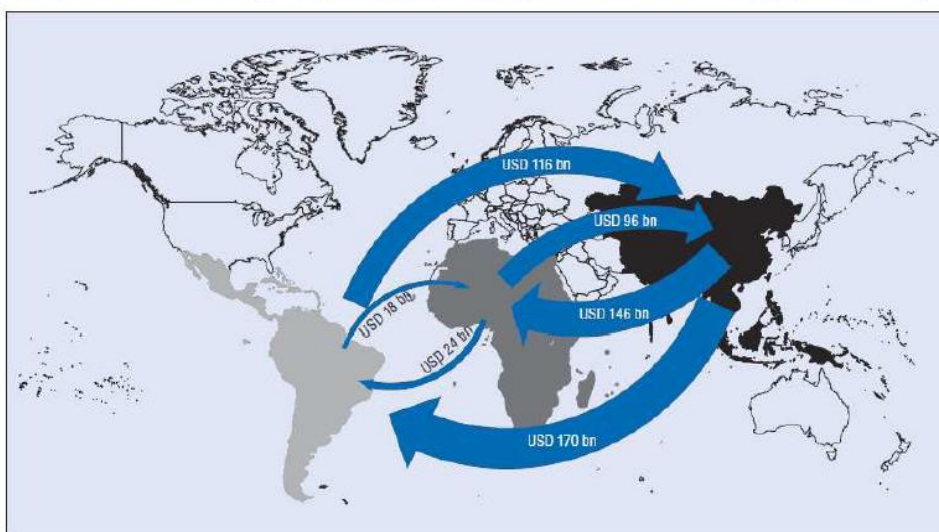 USD 116 bn
USD 96 bn
USD 18 bn
USD 146 bn
USD 24 bn
USD 170 bn